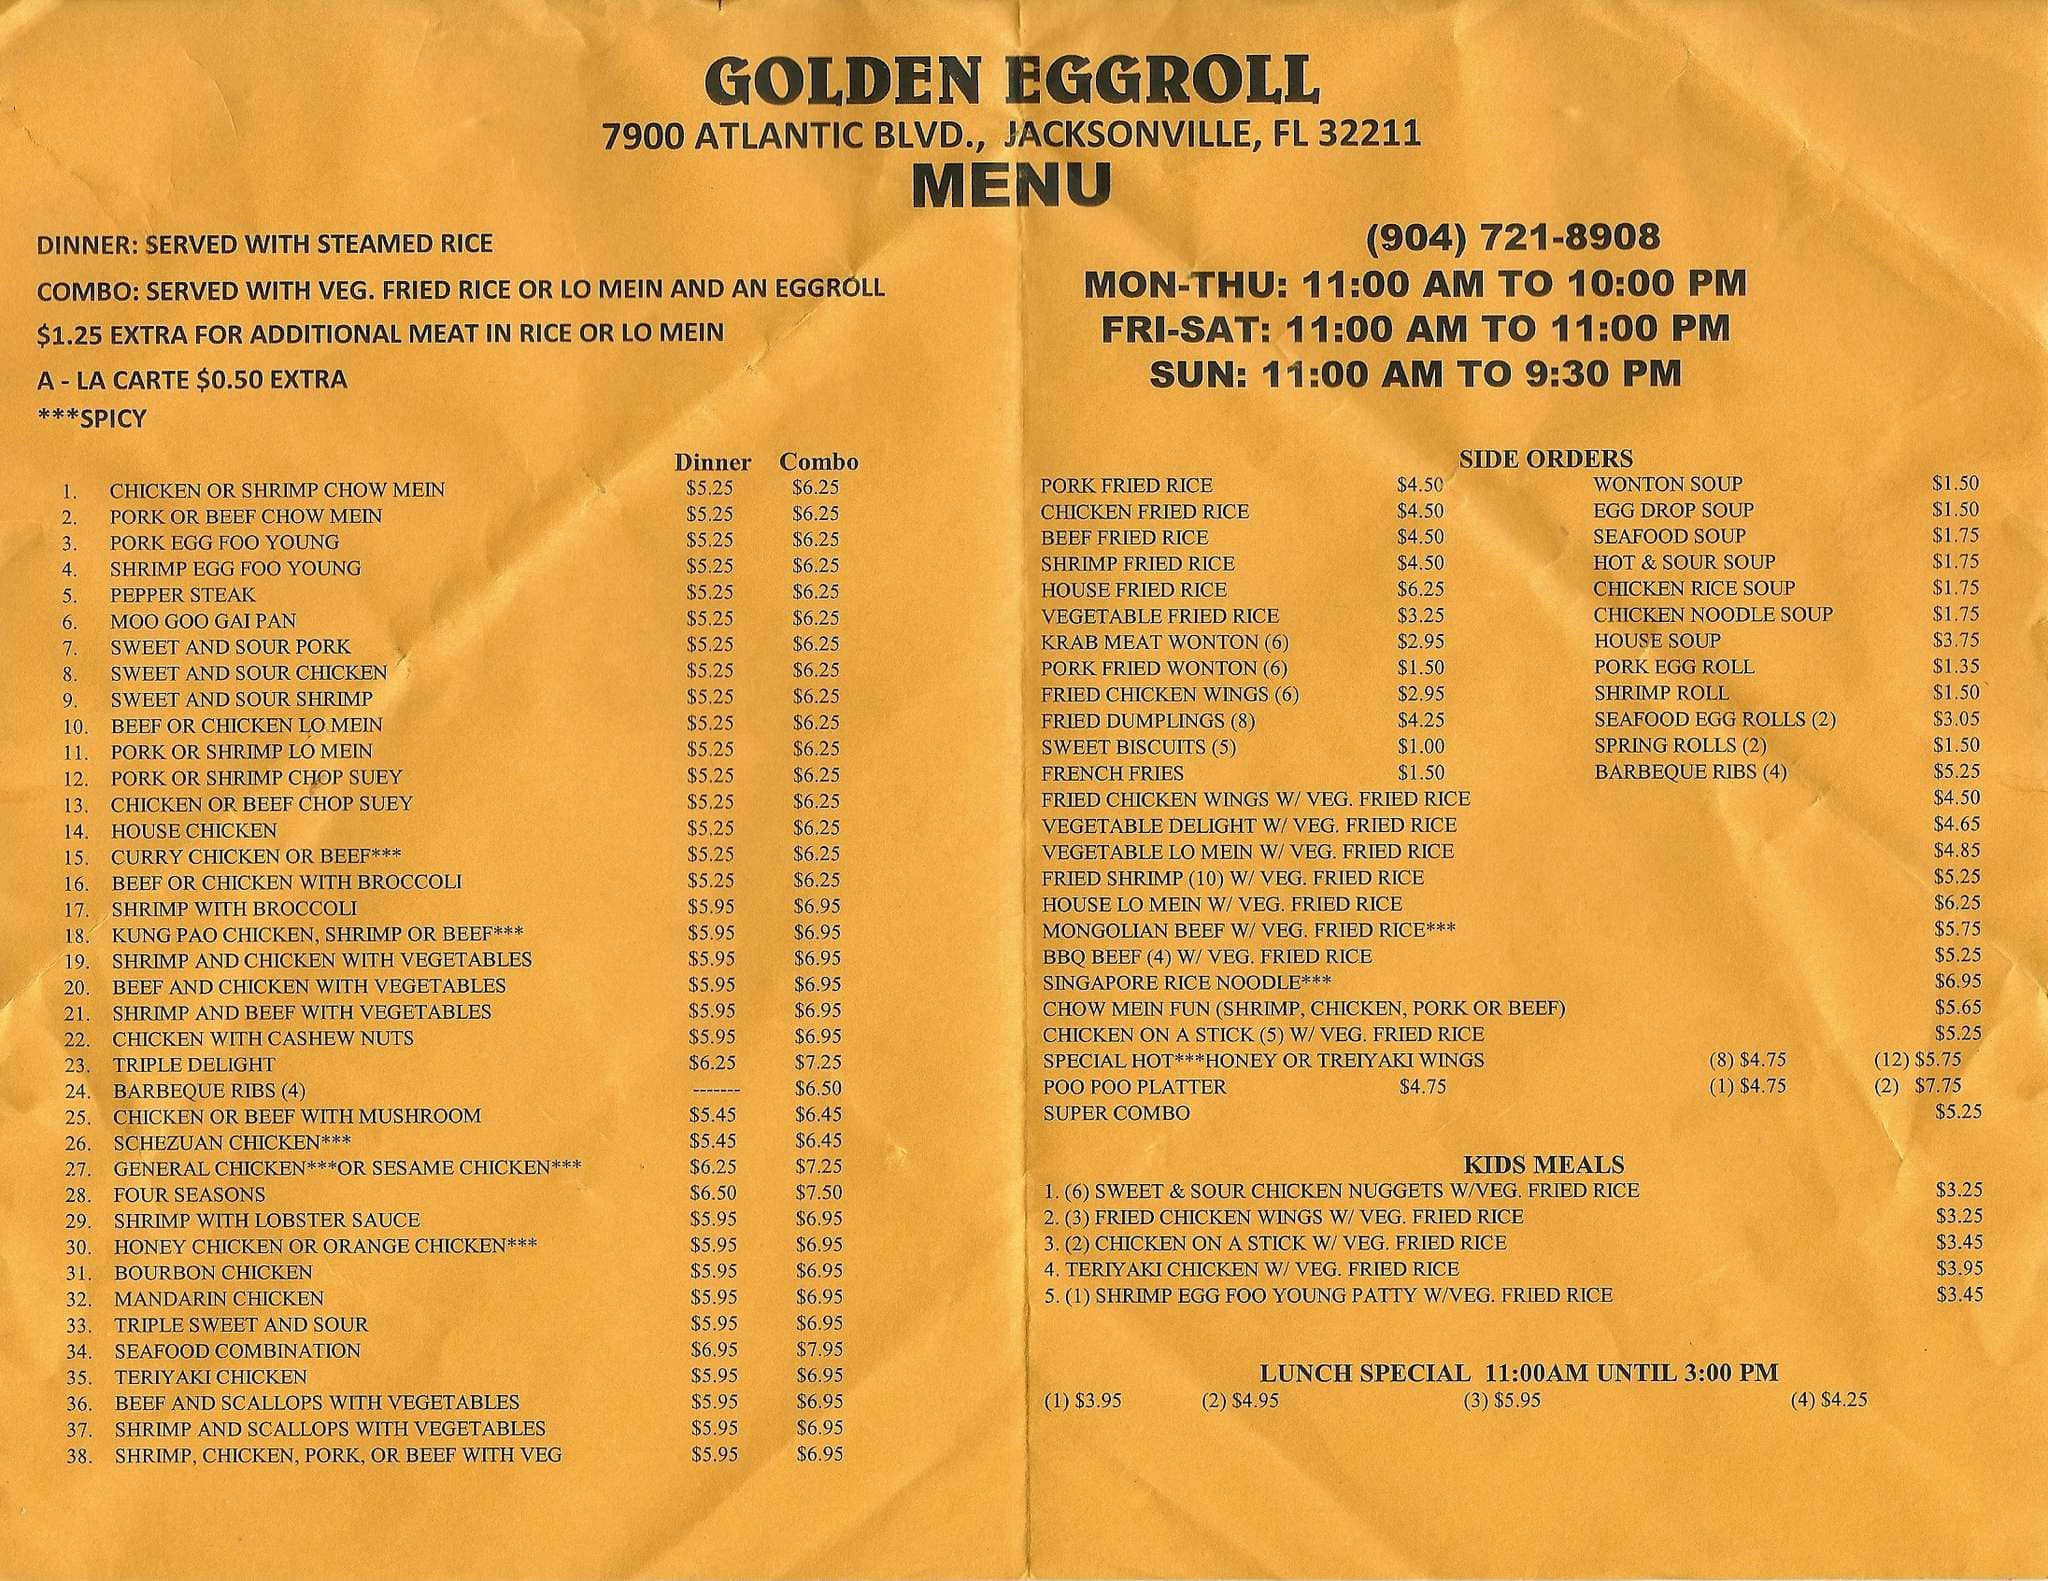 GOLDEN EGGROLL
7900 ATLANTIC BLVD., JACKSONVILLE, FL 32211
MENU
DINNER: SERVED WITH STEAMED RICE
COMBO: SERVED WITH VEG. FRIED RICE OR LO MEIN AND AN EGGROLL
$1.25 EXTRA FOR ADDITIONAL MEAT IN RICE OR LO MEIN
A - LA CARTE $0.50 EXTRA
***SPICY
Dinner Combo
1. CHICKEN OR SHRIMP CHOW MEIN $5.25 $6.25
2. PORK OR BEEF CHOW MEIN $5.25 $6.25
3. PORK EGG FOO YOUNG $5.25 $6.25
4. SHRIMP EGG FOO YOUNG $5.25 $6.25
5. PEPPER STEAK $5.25 $6.25
6. MOO GOO GAI PAN $5.25 $6.25
7. SWEET AND SOUR PORK $5.25 $6.25
8. SWEET AND SOUR CHICKEN $5.25 $6.25
9. SWEET AND SOUR SHRIMP $5.25 $6.25
10. BEEF OR CHICKEN LO MEIN $5.25 $6.25
11. PORK OR SHRIMP LO MEIN $5.25 $6.25
12. PORK OR SHRIMP CHOP SUEY $5.25 $6.25
13. CHICKEN OR BEEF CHOP SUEY $5.25 $6.25
14. HOUSE CHICKEN $5.25 $6.25
15. CURRY CHICKEN OR BEEF*** $5.25 $6.25
16. BEEF OR CHICKEN WITH BROCCOLI $5.25 $6.25
17. SHRIMP WITH BROCCOLI $5.95 $6.95
18. KUNG PAO CHICKEN, SHRIMP OR BEEF*** $5.95 $6.95
19. SHRIMP AND CHICKEN WITH VEGETABLES $5.95 $6.95
20. BEEF AND CHICKEN WITH VEGETABLES $5.95 $6.95
21. SHRIMP AND BEEF WITH VEGETABLES $5.95 $6.95
22. CHICKEN WITH CASHEW NUTS $5.95 $6.95
23. TRIPLE DELIGHT $6.25 $7.25
24. BARBEQUE RIBS (4) ------- $6.50
25. CHICKEN OR BEEF WITH MUSHROOM $5.45 $6.45
26. SCHEZUAN CHICKEN*** $5.45 $6.45
27. GENERAL CHICKEN***OR SESAME CHICKEN*** $6.25 $7.25
28. FOUR SEASONS $6.50 $7.50
29. SHRIMP WITH LOBSTER SAUCE $5.95 $6.95
30. HONEY CHICKEN OR ORANGE CHICKEN*** $5.95 $6.95
31. BOURBON CHICKEN $5.95 $6.95
32. MANDARIN CHICKEN $5.95 $6.95
33. TRIPLE SWEET AND SOUR $5.95 $6.95
34. SEAFOOD COMBINATION $6.95 $7.95
35. TERIYAKI CHICKEN $5.95 $6.95
36. BEEF AND SCALLOPS WITH VEGETABLES $5.95 $6.95
37. SHRIMP AND SCALLOPS WITH VEGETABLES $5.95 $6.95
38. SHRIMP, CHICKEN, PORK, OR BEEF WITH VEG $5.95 $6.95
(904) 721-8908
MON-THU: 11:00 AM TO 10:00 PM
FRI-SAT: 11:00 AM TO 11:00 PM
SUN: 11:00 AM TO 9:30 PM
SIDE ORDERS
PORK FRIED RICE $4.50 WONTON SOUP $1.50
CHICKEN FRIED RICE $4.50 EGG DROP SOUP $1.50
BEEF FRIED RICE $4.50 SEAFOOD SOUP $1.75
SHRIMP FRIED RICE $4.50 HOT & SOUR SOUP $1.75
HOUSE FRIED RICE $6.25 CHICKEN RICE SOUP $1.75
VEGETABLE FRIED RICE $3.25 CHICKEN NOODLE SOUP $1.75
KRAB MEAT WONTON (6) $2.95 HOUSE SOUP $3.75
PORK FRIED WONTON (6) $1.50 PORK EGG ROLL $1.35
FRIED CHICKEN WINGS (6) $2.95 SHRIMP ROLL $1.50
FRIED DUMPLINGS (8) $4.25 SEAFOOD EGG ROLLS (2) $3.05
SWEET BISCUITS (5) $1.00 SPRING ROLLS (2) $1.50
FRENCH FRIES $1.50 BARBEQUE RIBS (4) $5.25
FRIED CHICKEN WINGS W/ VEG. FRIED RICE $4.50
VEGETABLE DELIGHT W/ VEG. FRIED RICE $4.65
VEGETABLE LO MEIN W/ VEG. FRIED RICE $4.85
FRIED SHRIMP (10) W/ VEG. FRIED RICE $5.25
HOUSE LO MEIN W/ VEG. FRIED RICE $6.25
MONGOLIAN BEEF W/ VEG. FRIED RICE*** $5.75
BBQ BEEF (4) W/ VEG. FRIED RICE $5.25
SINGAPORE RICE NOODLE*** $6.95
CHOW MEIN FUN (SHRIMP, CHICKEN, PORK OR BEEF) $5.65
CHICKEN ON A STICK (5) W/ VEG. FRIED RICE $5.25
SPECIAL HOT***HONEY OR TREIYAKI WINGS (8) $4.75 (12) $5.75
POO POO PLATTER $4.75 (1) $4.75 (2) $7.75
SUPER COMBO $5.25
KIDS MEALS
1. (6) SWEET & SOUR CHICKEN NUGGETS W/VEG. FRIED RICE $3.25
2. (3) FRIED CHICKEN WINGS W/ VEG. FRIED RICE $3.25
3. (2) CHICKEN ON A STICK W/ VEG. FRIED RICE $3.45
4. TERIYAKI CHICKEN W/ VEG. FRIED RICE $3.95
5. (1) SHRIMP EGG FOO YOUNG PATTY W/VEG. FRIED RICE $3.45
LUNCH SPECIAL 11:00AM UNTIL 3:00 PM
(1) $3.95 (2) $4.95 (3) $5.95 (4) $4.25